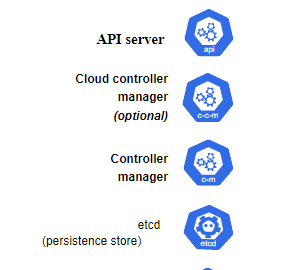 API server
api
Cloud controller
manager
(optional)
c-c-m
Controller
manager
c-m
etcd
(persistence store)
etcd